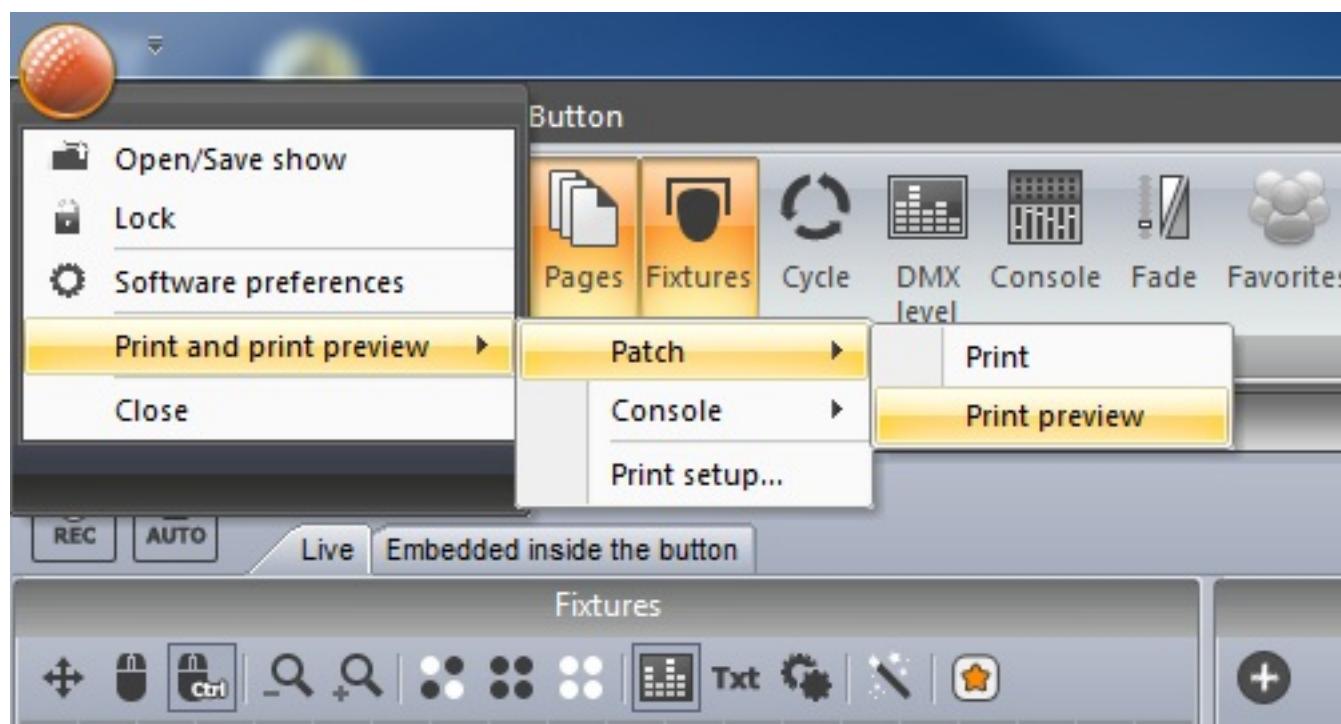 Button
Open/Save show
Lock
Software preferences
Print and print preview
Close
Pages
Fixtures
Cycle
DMX
level
Console
Fade
Favorites
Patch
Console
Print setup...
Print
Print preview
REC
AUTO
Live
Embedded inside the button
Fixtures
Ctrl
Txt